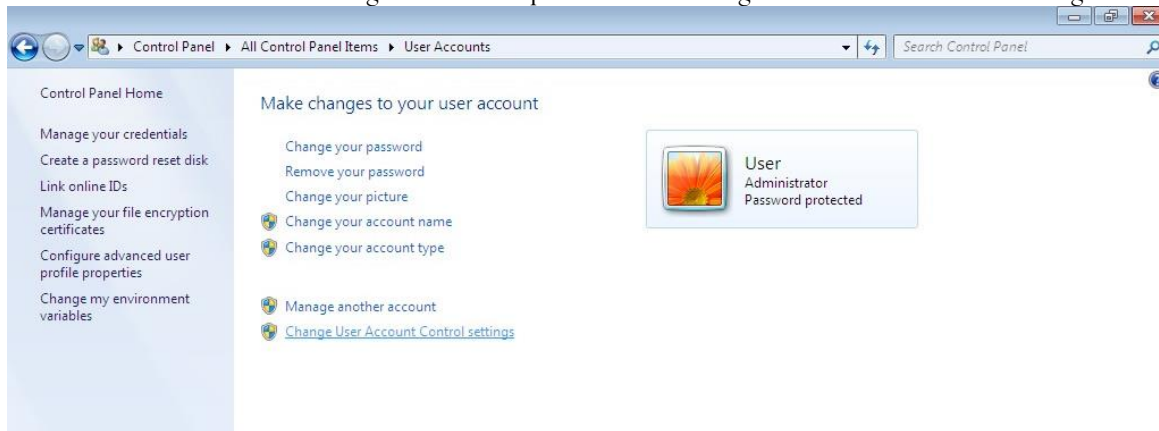 Control Panel ▸ All Control Panel Items ▸ User Accounts
Search Control Panel
Control Panel Home
Manage your credentials
Create a password reset disk
Link online IDs
Manage your file encryption
certificates
Configure advanced user
profile properties
Change my environment
variables
Make changes to your user account
Change your password
Remove your password
Change your picture
Change your account name
Change your account type
Manage another account
Change User Account Control settings
User
Administrator
Password protected